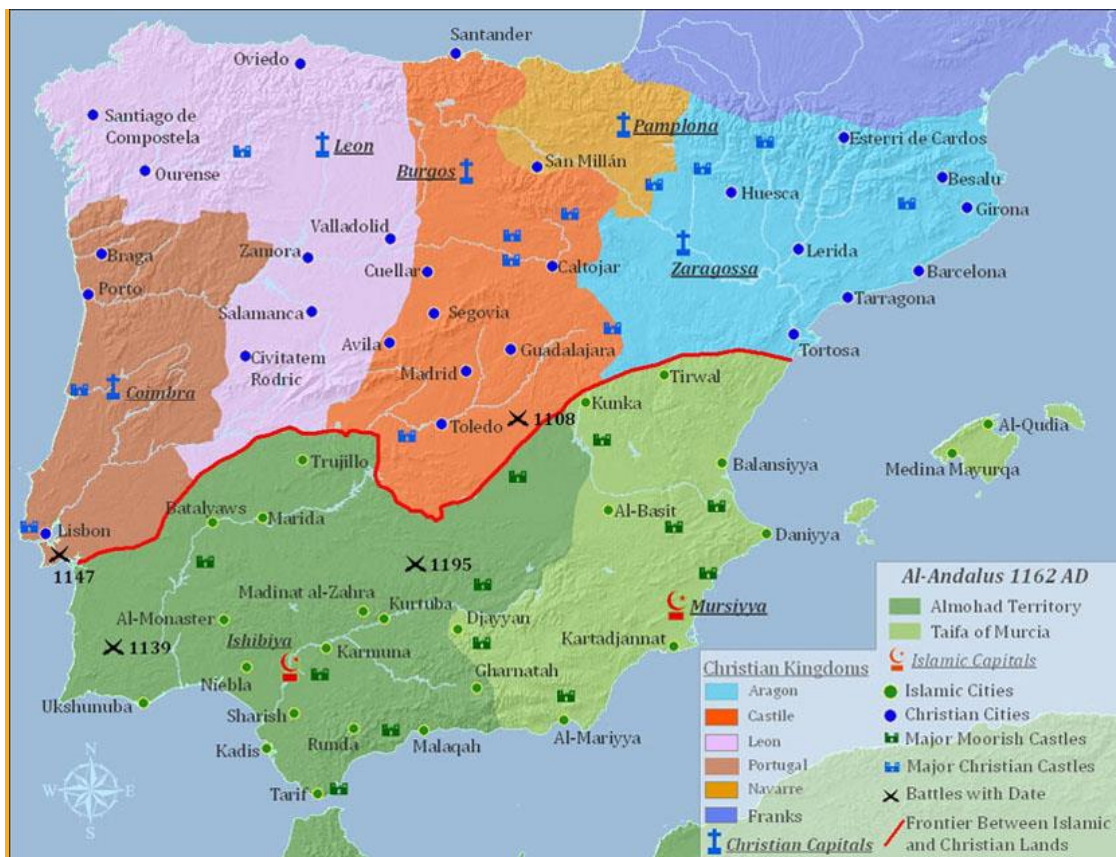 Santander
Oviedo
Santiago de
Compostela
Leon
Pamplona
Esterri de Cardos
Ourense
Burgos
San Millán
Huesca
Besalu
Girona
Valladolid
Braga
Zamora
Cuellar
Caltojar
Zaragossa
Lerida
Barcelona
Porto
Salamanca
Segovia
Tarragona
Avila
Guadalajara
Civitatem
Rodric
Madrid
Tortosa
Coimbra
Tirwal
Kunka
Toledo
1108
Al-Qudia
Trujillo
Balansiyya
Medina Mayurqa
Batalyaws
Marida
Al-Basit
Lisbon
Daniyya
1147
1195
Madinat al-Zahra
Kurtuba
Mursiyya
Al-Monaster
Djayyan
Ishibiya
Kartadjannat
1139
Karmuna
Niebla
Gharnatah
Ukshunuba
Sharish
Kadis
Runda
Malaqah
Al-Mariyya
Tarif
N
W
E
S
Al-Andalus 1162 AD
Almohad Territory
Taifa of Murcia
Islamic Capitals
Islamic Cities
Christian Cities
Major Moorish Castles
Major Christian Castles
Battles with Date
Frontier Between Islamic
and Christian Lands
Christian Kingdoms
Aragon
Castile
Leon
Portugal
Navarre
Franks
Christian Capitals